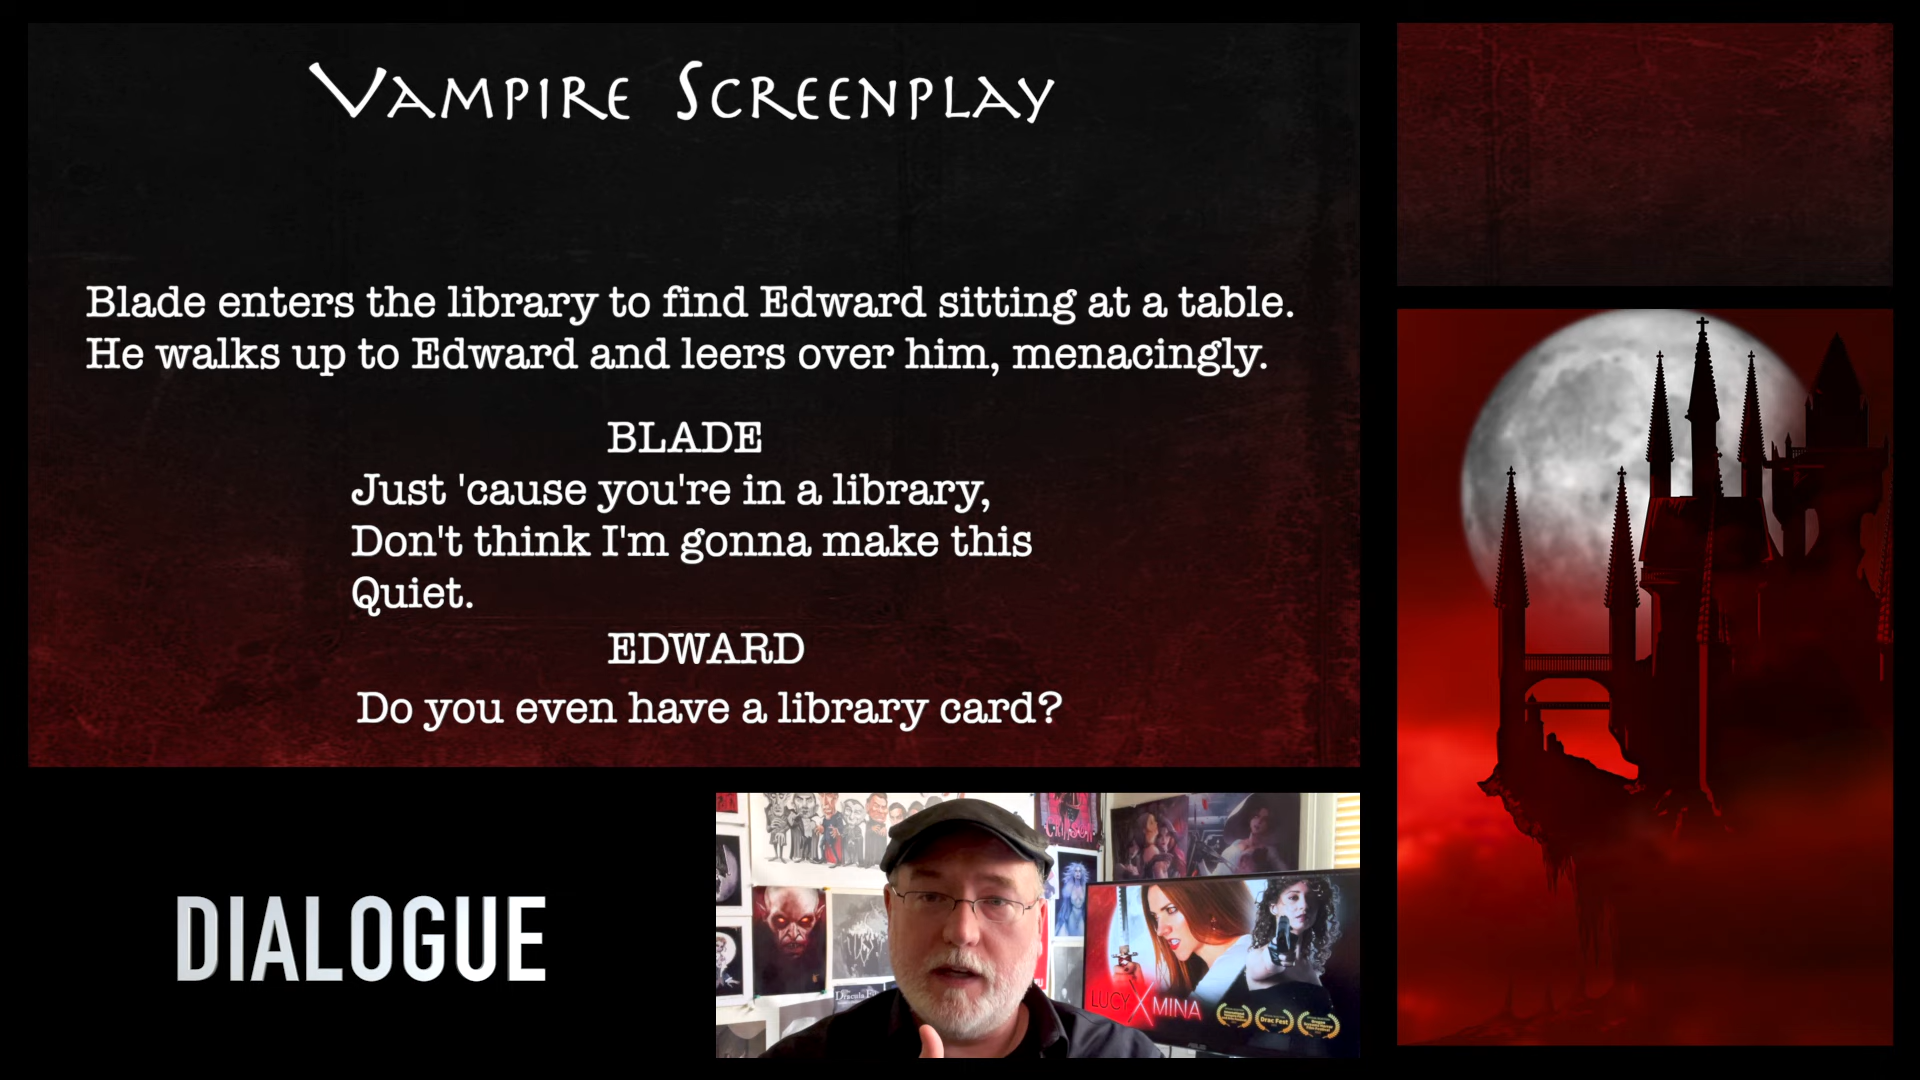 Vampire Screenplay
Blade enters the library to find Edward sitting at a table.
He walks up to Edward and leers over him, menacingly.
BLADE
Just 'cause you're in a library,
Don't think I'm gonna make this
Quiet.
EDWARD
Do you even have a library card?
DIALOGUE
LUCY X MINA
Drac Fest